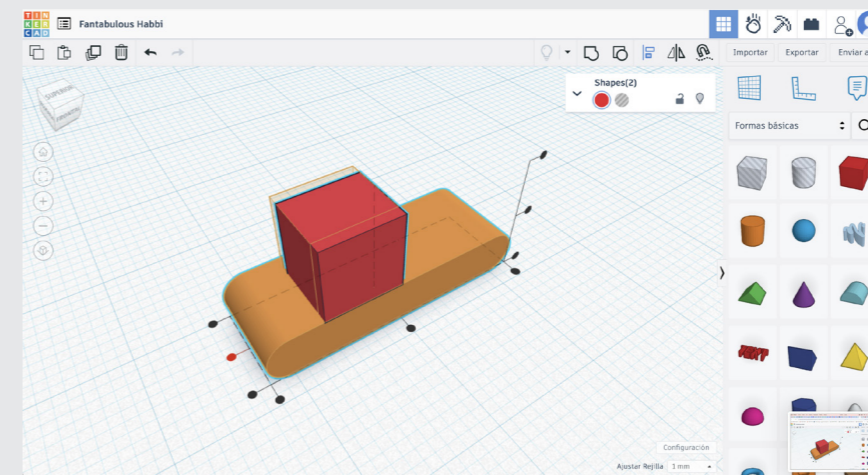 TIN
KER
CAD
Fantabulous Habbi
Importar
Exportar
Enviar a
Shapes(2)
Formas básicas
Configuración
Ajustar Rejilla 1 mm